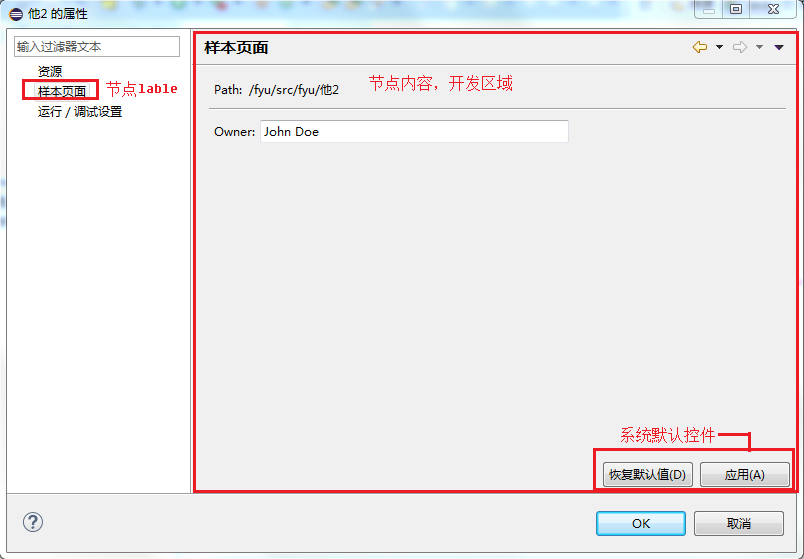 他2 的属性
输入过滤器文本
资源
样本页面
节点lable
运行 / 调试设置
样本页面
Path: /fyu/src/fyu/他2
节点内容，开发区域
Owner: John Doe
系统默认控件
恢复默认值(D)
应用(A)
?
OK
取消